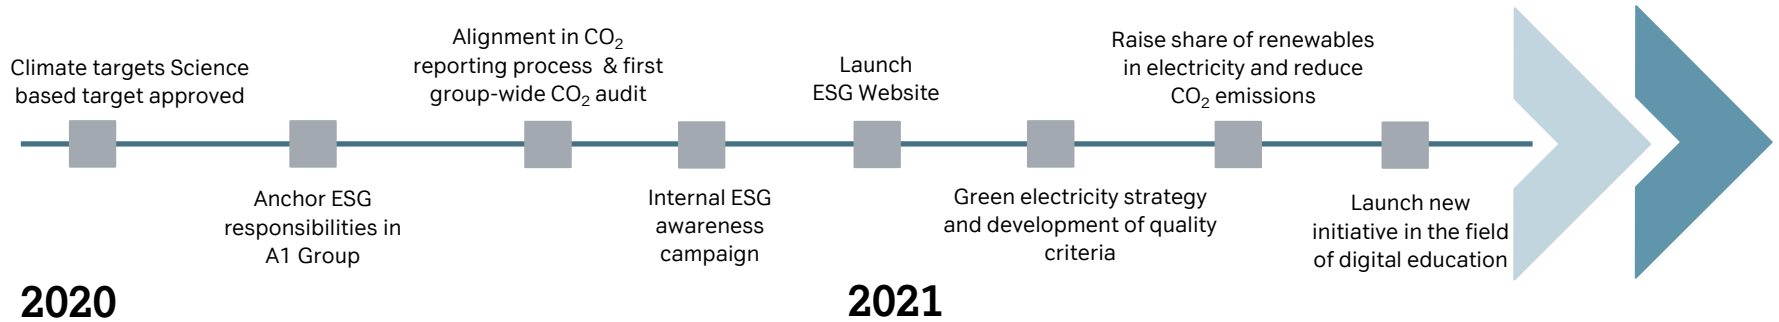 Climate targets Science
based target approved
Anchor ESG
responsibilities in
A1 Group
Alignment in CO₂
reporting process & first
group-wide CO₂ audit
Internal ESG
awareness
campaign
Launch
ESG Website
Green electricity strategy
and development of quality
criteria
Raise share of renewables
in electricity and reduce
CO₂ emissions
Launch new
initiative in the field
of digital education
2020
2021